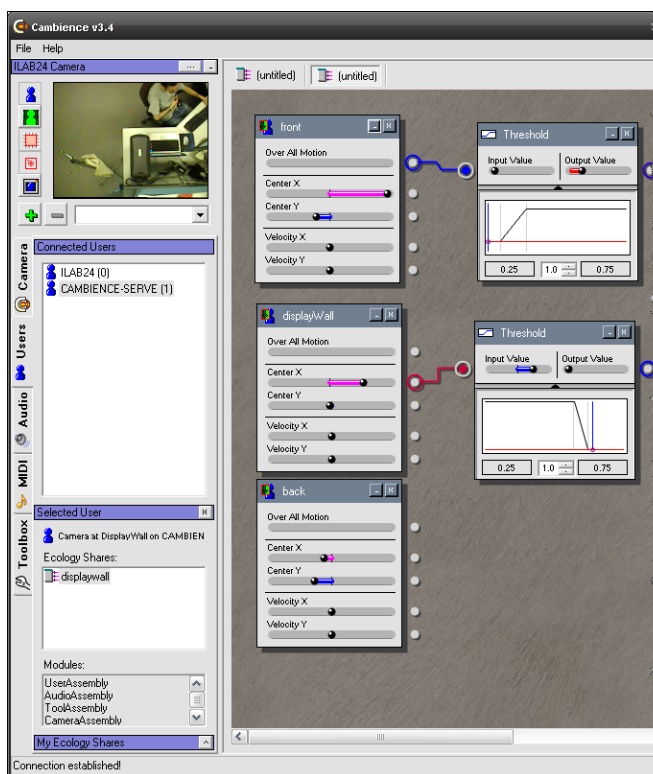 Cambience v3.4
File Help
ILAB24 Camera ... -
(untitled) (untitled)
Camera
Users
Audio
MIDI
Toolbox
Connected Users
ILAB24 (0)
CAMBIENCE-SERVE (1)
Selected User
Camera at DisplayWall on CAMBIEN
Ecology Shares:
displaywall
Modules:
UserAssembly
AudioAssembly
ToolAssembly
CameraAssembly
My Ecology Shares
Connection established!
front
Over All Motion
Center X
Center Y
Velocity X
Velocity Y
Threshold
Input Value Output Value
0.25 1.0 0.75
displayWall
Over All Motion
Center X
Center Y
Velocity X
Velocity Y
Threshold
Input Value Output Value
0.25 1.0 0.75
back
Over All Motion
Center X
Center Y
Velocity X
Velocity Y